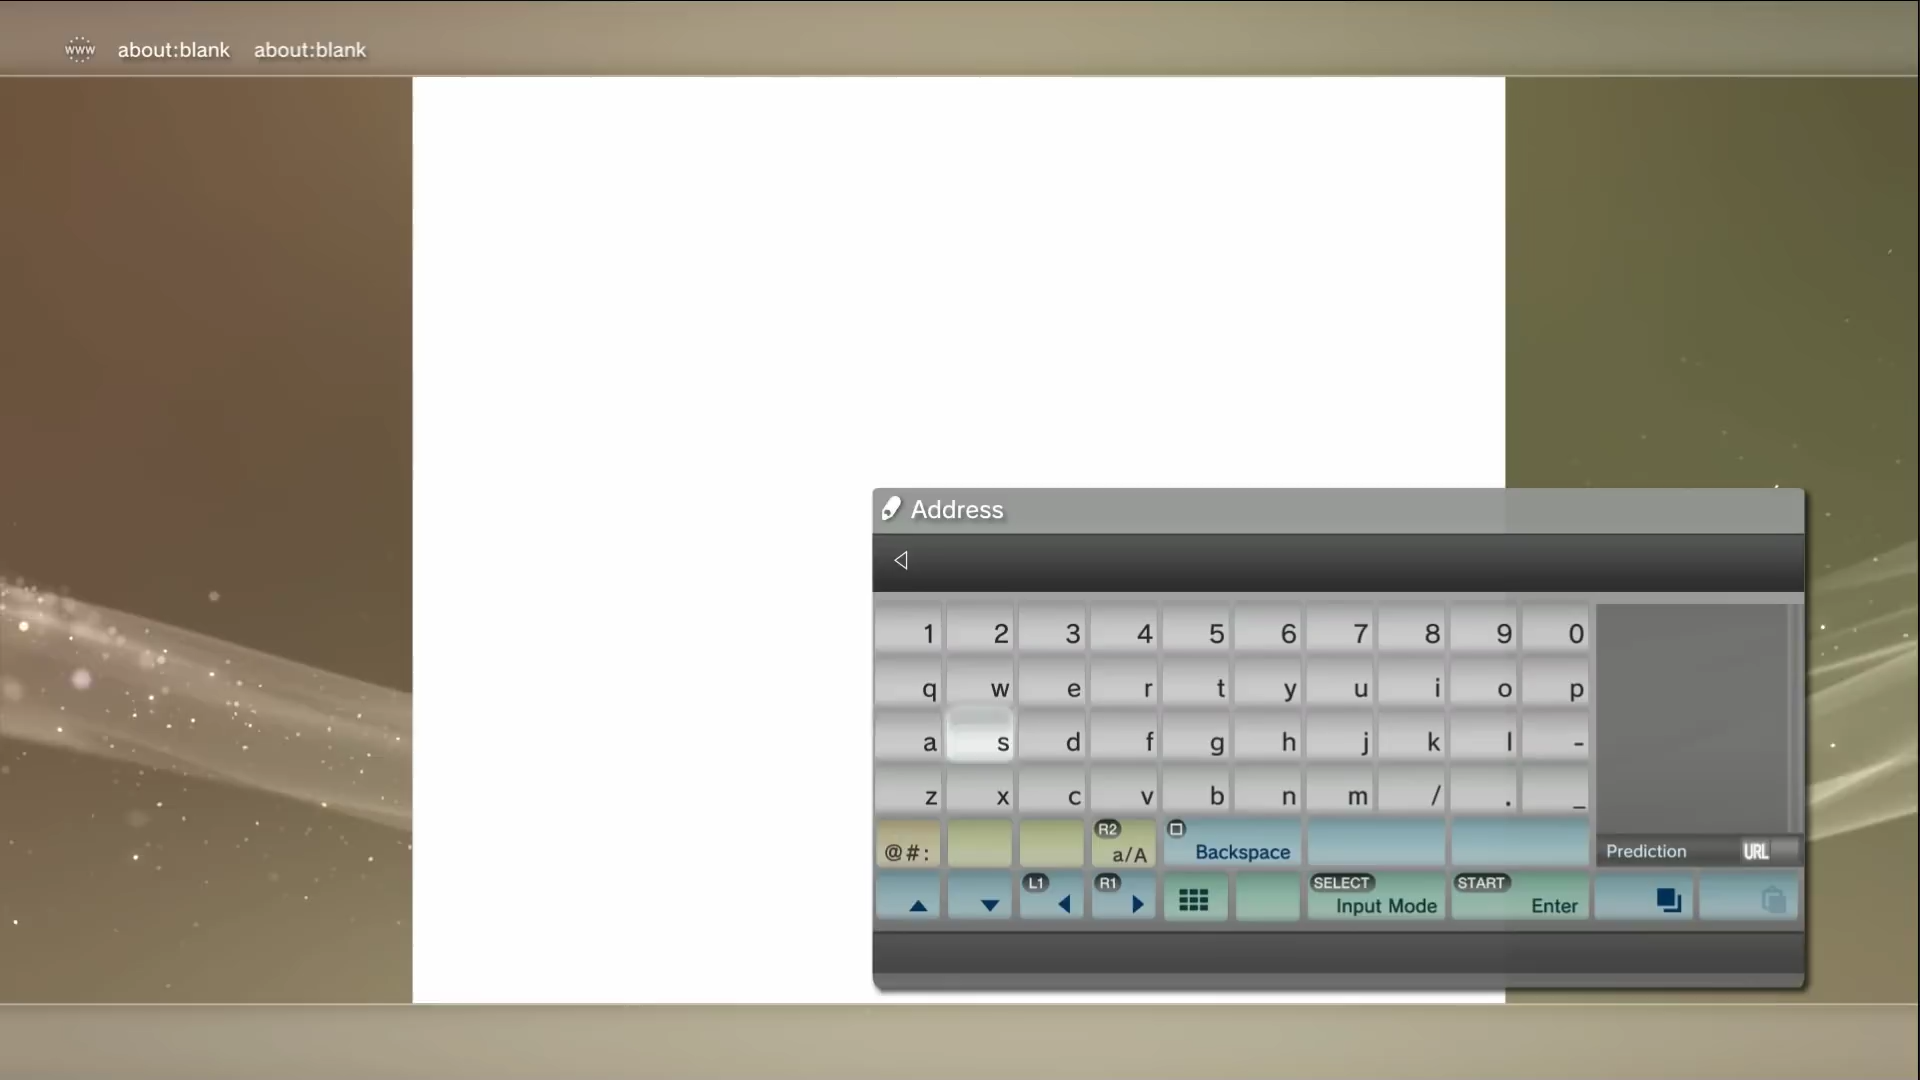 www about:blank about:blank
Address
1 2 3 4 5 6 7 8 9 0
q w e r t y u i o p
a s d f g h j k l -
z x c v b n m / . _
@#: R2 a/A Backspace
Prediction URL
L1 R1 SELECT Input Mode START Enter